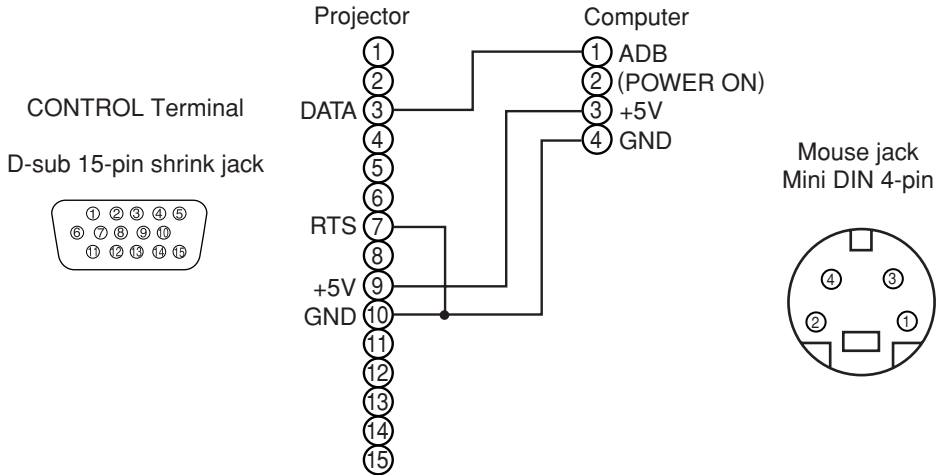 Projector
Computer
CONTROL Terminal
D-sub 15-pin shrink jack
① ② ③ ④ ⑤
⑥ ⑦ ⑧ ⑨ ⑩
⑪ ⑫ ⑬ ⑭ ⑮
①
②
DATA ③
④
⑤
⑥
RTS ⑦
⑧
+5V ⑨
GND ⑩
⑪
⑫
⑬
⑭
⑮
① ADB
② (POWER ON)
③ +5V
④ GND
Mouse jack
Mini DIN 4-pin
④ ③
② ①